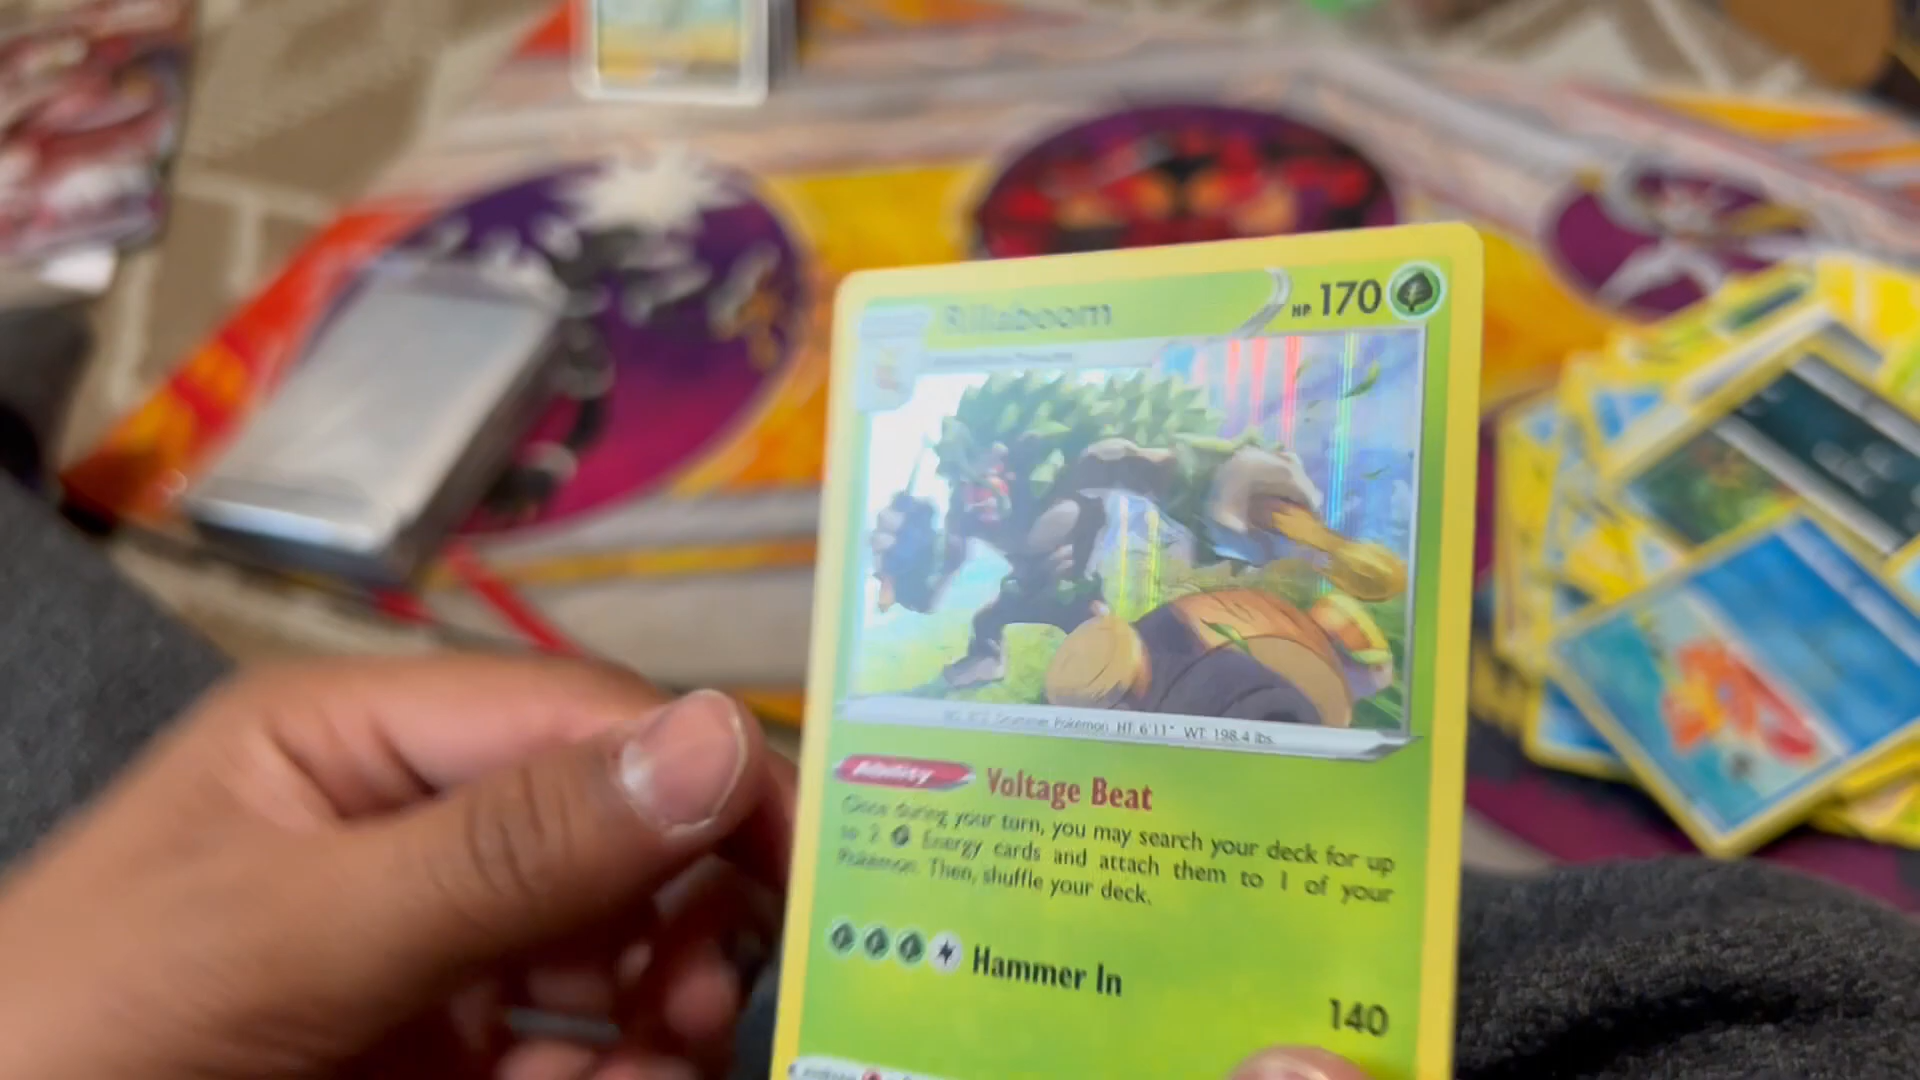 Rillaboom HP 170
Drummer Pokémon HT: 6'11" WT: 198.4 lbs.
Ability Voltage Beat
Once during your turn, you may search your deck for up
to 2 Energy cards and attach them to 1 of your
Pokémon. Then, shuffle your deck.
Hammer In
140